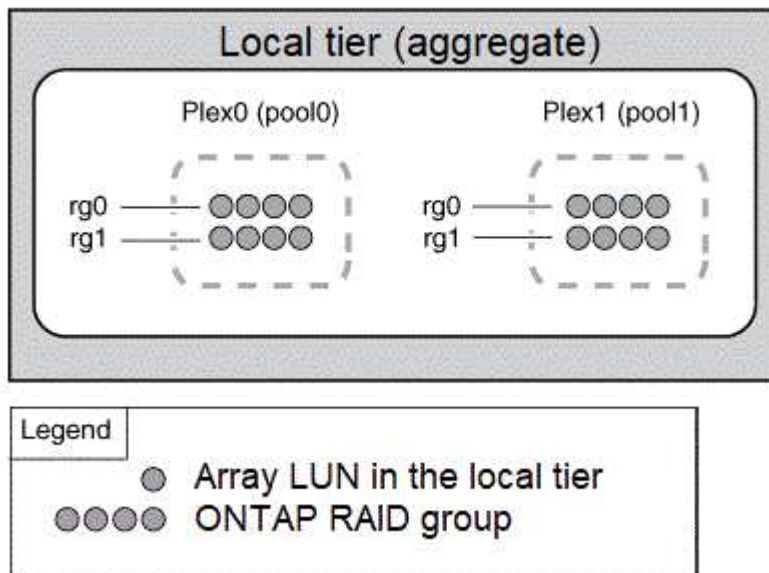 Local tier (aggregate)
Plex0 (pool0)
Plex1 (pool1)
rg0
rg1
rg0
rg1
Legend
Array LUN in the local tier
ONTAP RAID group